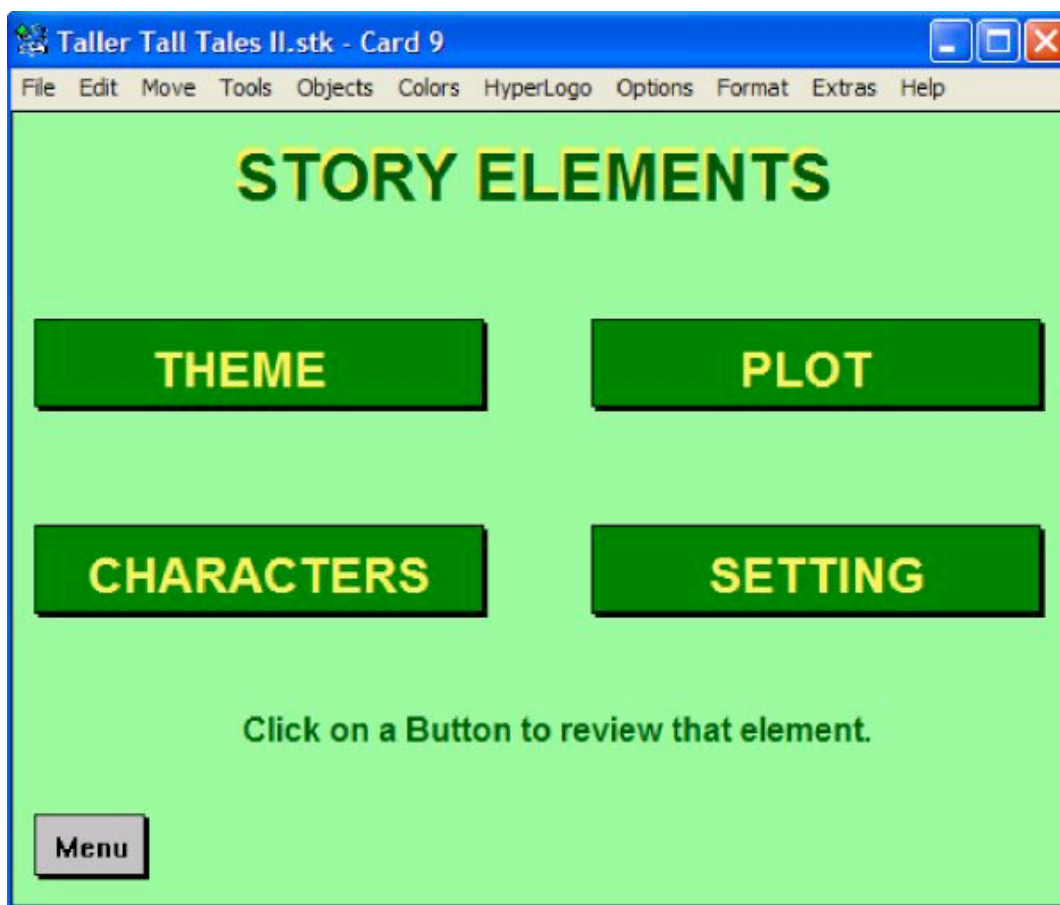 Taller Tall Tales II.stk - Card 9
File Edit Move Tools Objects Colors HyperLogo Options Format Extras Help
STORY ELEMENTS
THEME PLOT
CHARACTERS SETTING
Click on a Button to review that element.
Menu